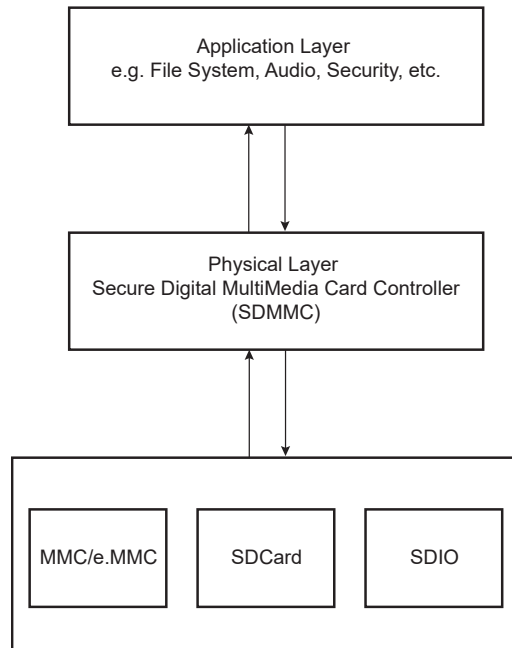 Application Layer
e.g. File System, Audio, Security, etc.
Physical Layer
Secure Digital MultiMedia Card Controller
(SDMMC)
MMC/e.MMC
SDCard
SDIO